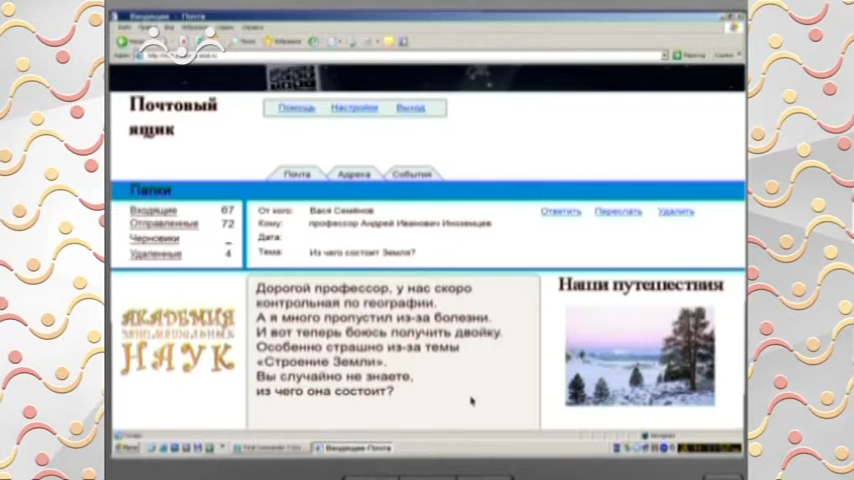 Входящие - Почта
Почтовый
ящик
Помощь Настройки Выход
Почта Адреса События
Папки
Входящие 67
Отправленные 72
Черновики _
Удаленные 4
От кого: Вася Семёнов
Кому: профессор Андрей Иванович Иноземцев
Дата:
Тема: Из чего состоит Земля?
Ответить Переслать Удалить
Дорогой профессор, у нас скоро
контрольная по географии.
А я много пропустил из-за болезни.
И вот теперь боюсь получить двойку.
Особенно страшно из-за темы
«Строение Земли».
Вы случайно не знаете,
из чего она состоит?
АКАДЕМИЯ
ЗАНИМАТЕЛЬНЫХ
НАУК
Наши путешествия
Входящие-Почта